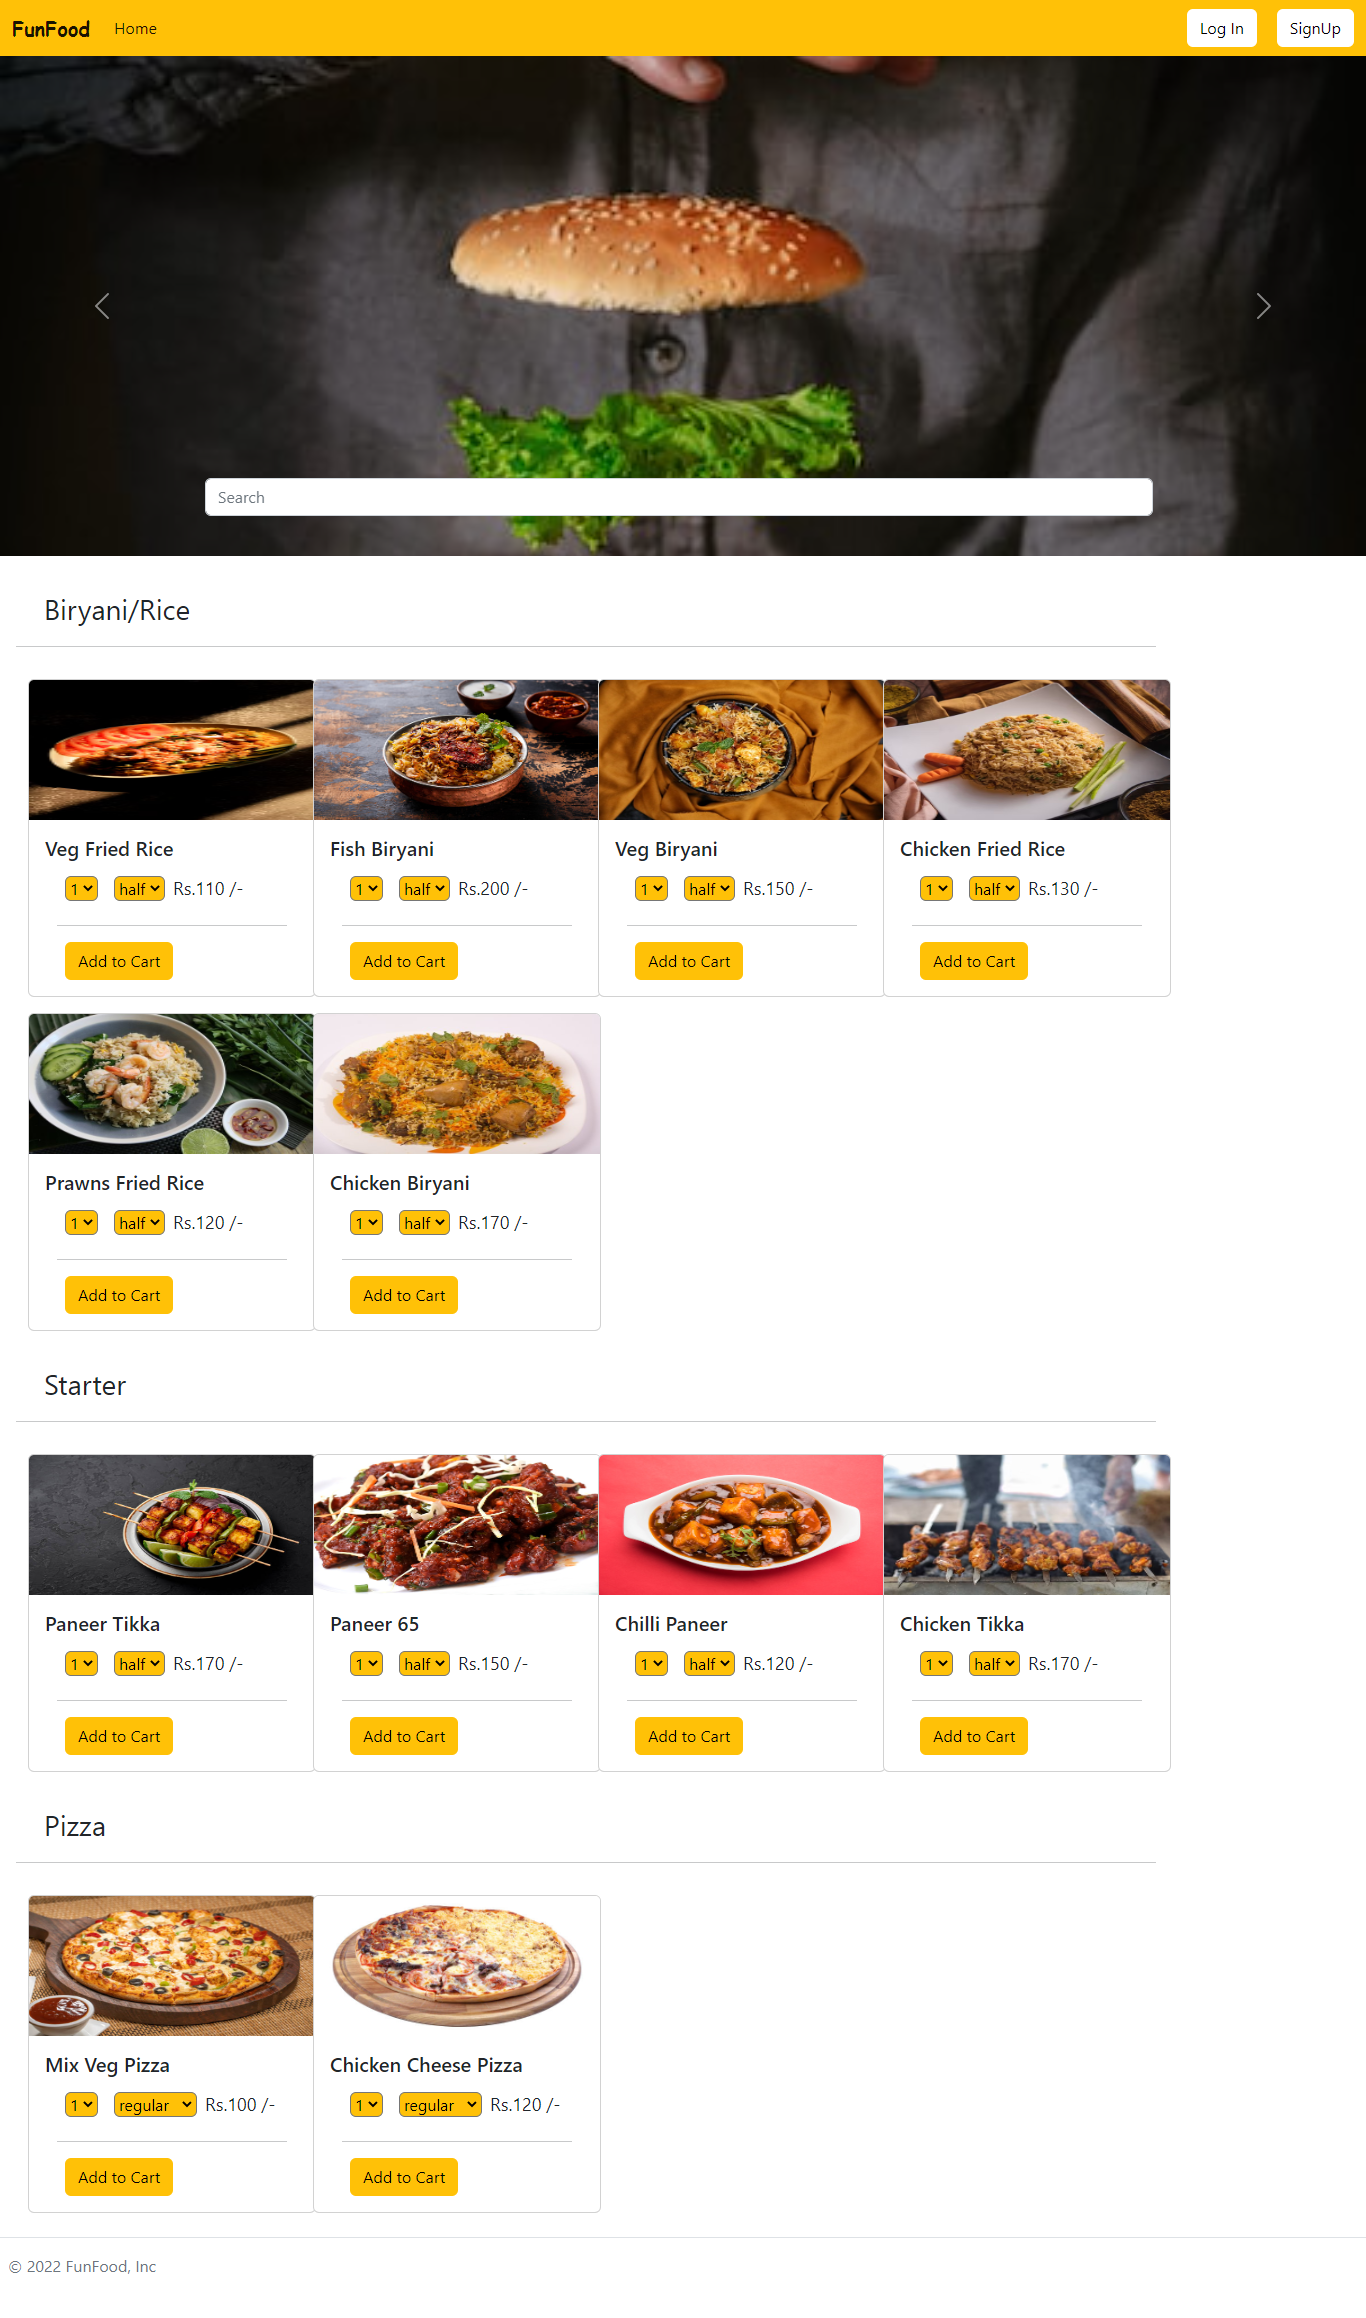 FunFood Home Log In SignUp
Search
Biryani/Rice
Veg Fried Rice Fish Biryani Veg Biryani Chicken Fried Rice
1 half Rs.110 /- 1 half Rs.200 /- 1 half Rs.150 /- 1 half Rs.130 /-
Add to Cart Add to Cart Add to Cart Add to Cart
Prawns Fried Rice Chicken Biryani
1 half Rs.120 /- 1 half Rs.170 /-
Add to Cart Add to Cart
Starter
Paneer Tikka Paneer 65 Chilli Paneer Chicken Tikka
1 half Rs.170 /- 1 half Rs.150 /- 1 half Rs.120 /- 1 half Rs.170 /-
Add to Cart Add to Cart Add to Cart Add to Cart
Pizza
Mix Veg Pizza Chicken Cheese Pizza
1 regular Rs.100 /- 1 regular Rs.120 /-
Add to Cart Add to Cart
© 2022 FunFood, Inc